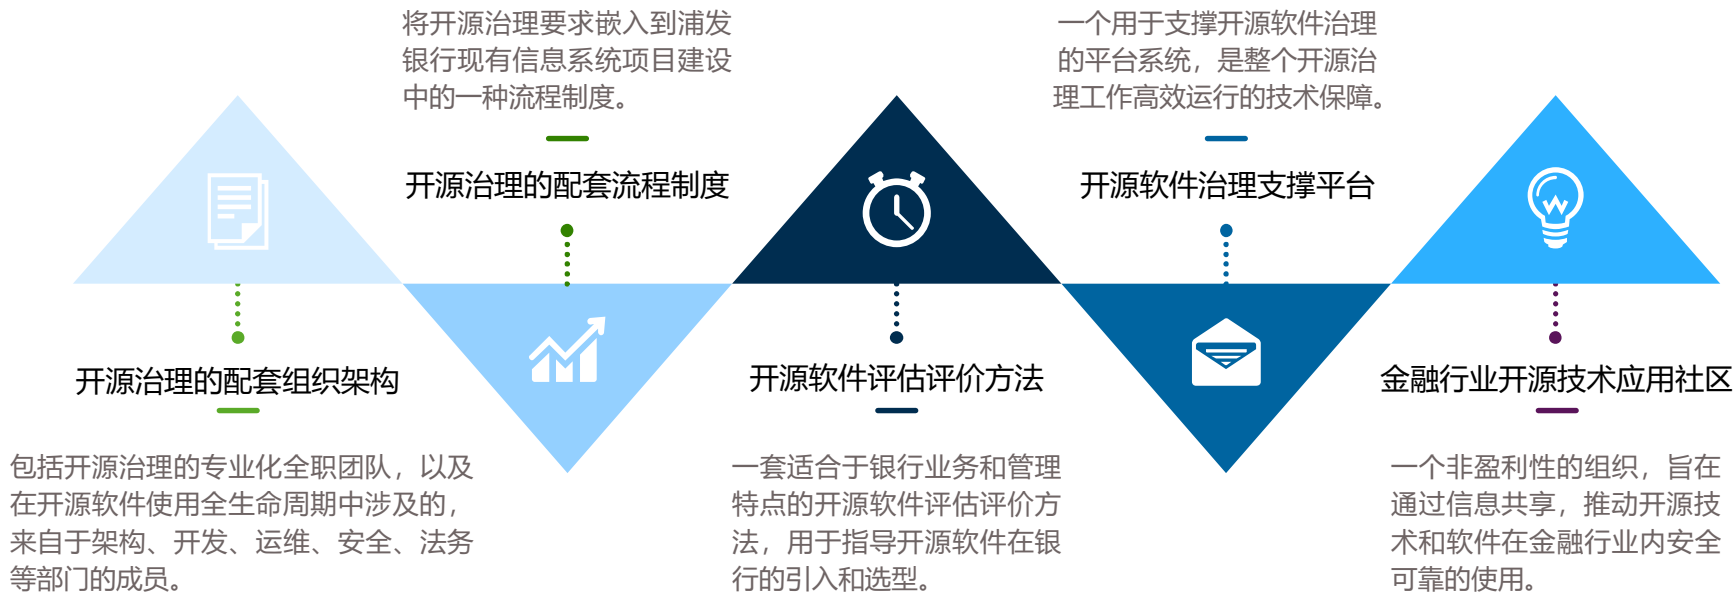 将开源治理要求嵌入到浦发
银行现有信息系统项目建设
中的一种流程制度。
开源治理的配套流程制度
一个用于支撑开源软件治理
的平台系统，是整个开源治
理工作高效运行的技术保障。
开源软件治理支撑平台
开源治理的配套组织架构
包括开源治理的专业化全职团队，以及
在开源软件使用全生命周期中涉及的，
来自于架构、开发、运维、安全、法务
等部门的成员。
开源软件评估评价方法
一套适合于银行业务和管理
特点的开源软件评估评价方
法，用于指导开源软件在银
行的引入和选型。
金融行业开源技术应用社区
一个非盈利性的组织，旨在
通过信息共享，推动开源技
术和软件在金融行业内安全
可靠的使用。